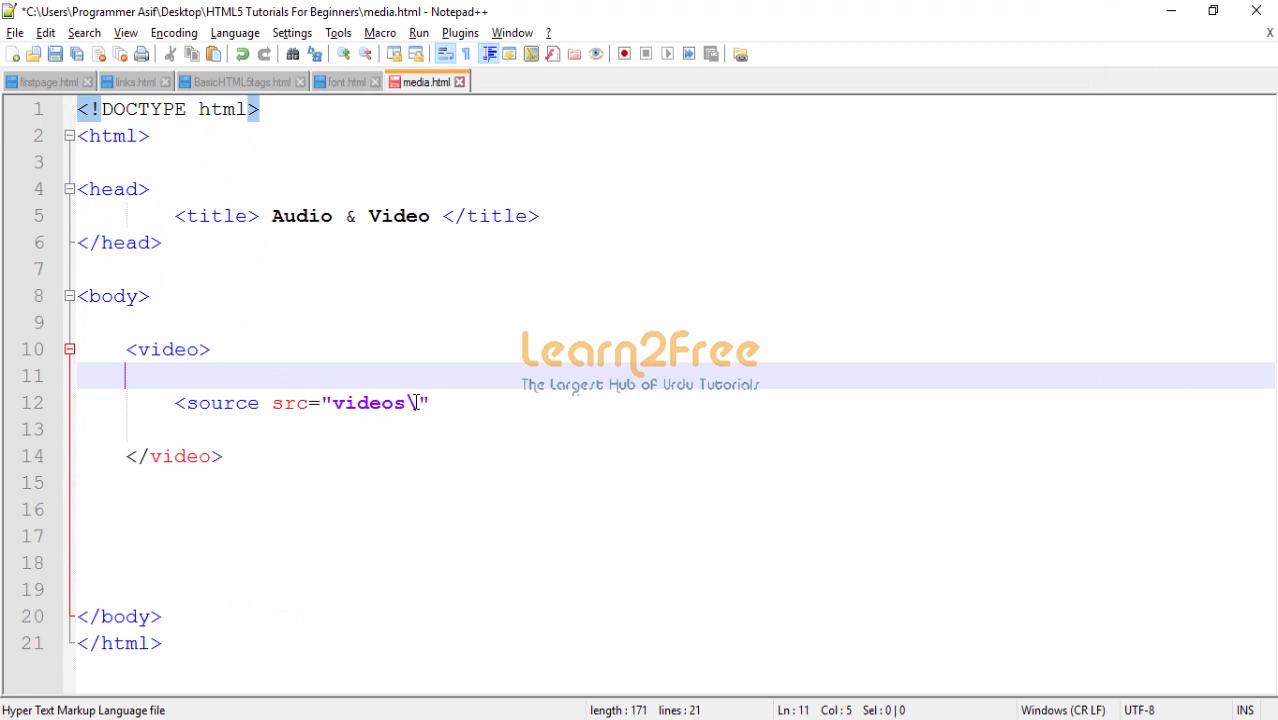 *C:\Users\Programmer Asif\Desktop\HTML5 Tutorials For Beginners\media.html - Notepad++
File Edit Search View Encoding Language Settings Tools Macro Run Plugins Window ? X
firstpage.html links.html BasicHTML5tags.html font.html media.html
1 <!DOCTYPE html>
2 <html>
3
4 <head>
5 <title> Audio & Video </title>
6 </head>
7
8 <body>
9
10 <video>
11
12 <source src="videos\"
13
14 </video>
15
16
17
18
19
20 </body>
21 </html>
Learn2Free
The Largest Hub of Urdu Tutorials
Hyper Text Markup Language file length : 171 lines : 21 Ln : 11 Col : 5 Sel : 0 | 0 Windows (CR LF) UTF-8 INS